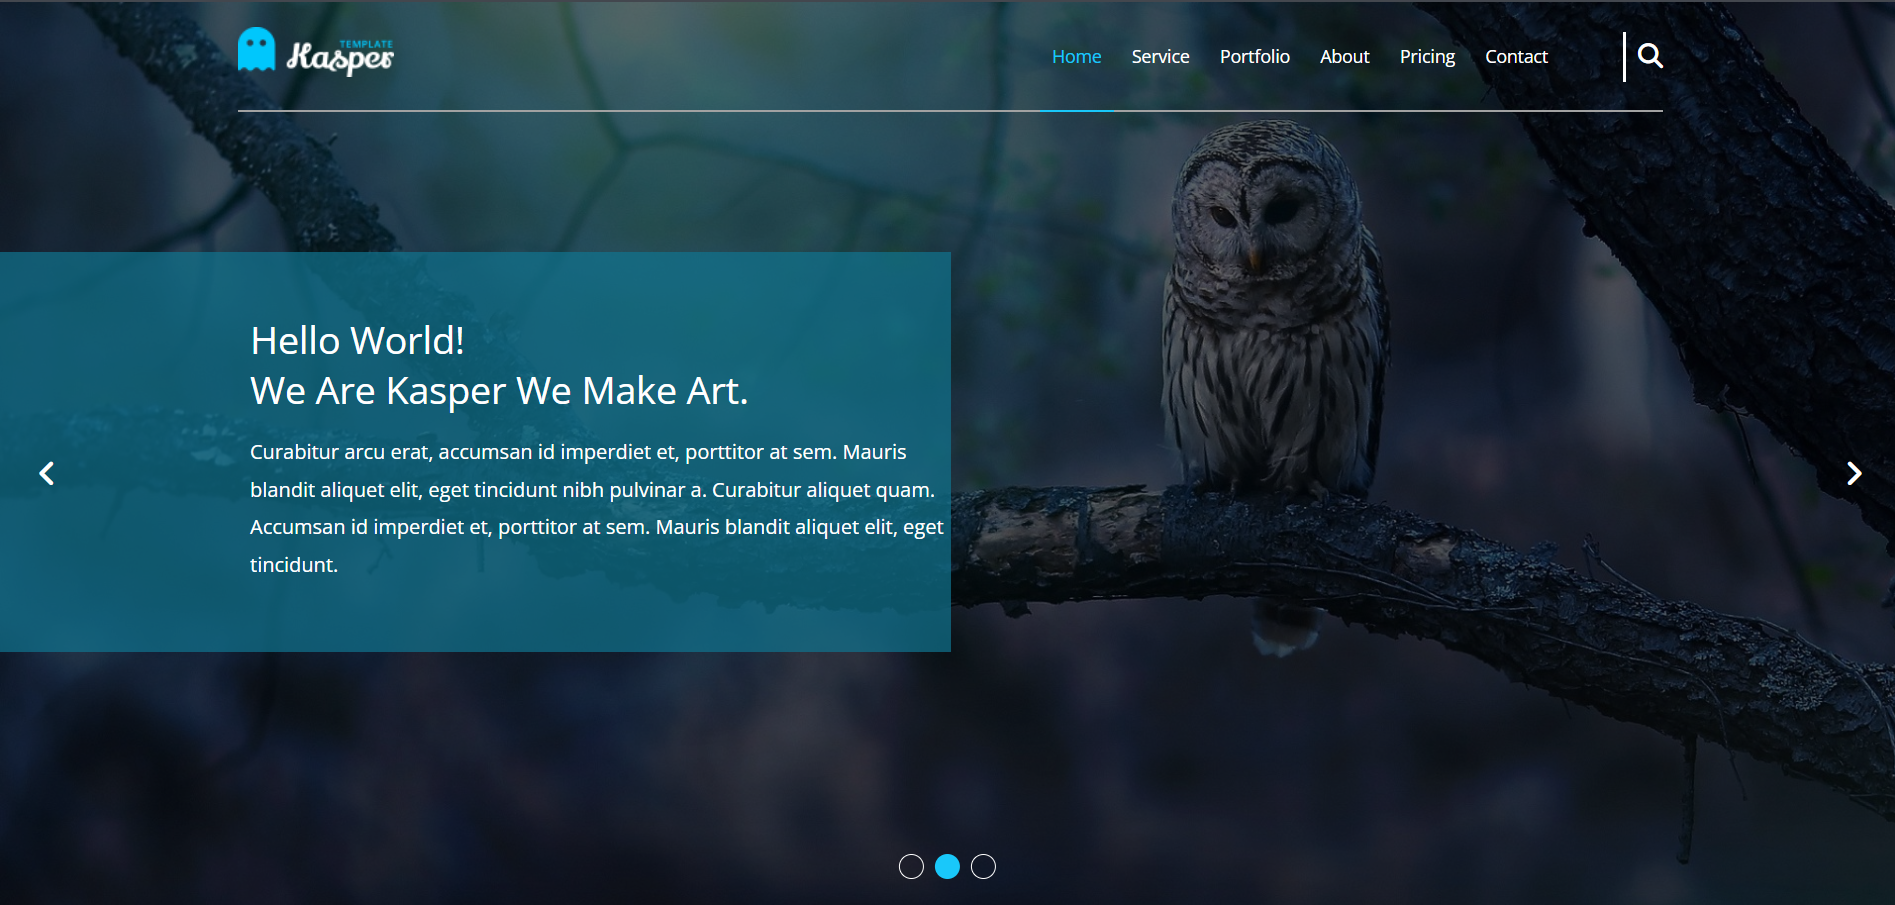 TEMPLATE
Kasper
Home Service Portfolio About Pricing Contact
Hello World!
We Are Kasper We Make Art.
Curabitur arcu erat, accumsan id imperdiet et, porttitor at sem. Mauris
blandit aliquet elit, eget tincidunt nibh pulvinar a. Curabitur aliquet quam.
Accumsan id imperdiet et, porttitor at sem. Mauris blandit aliquet elit, eget
tincidunt.